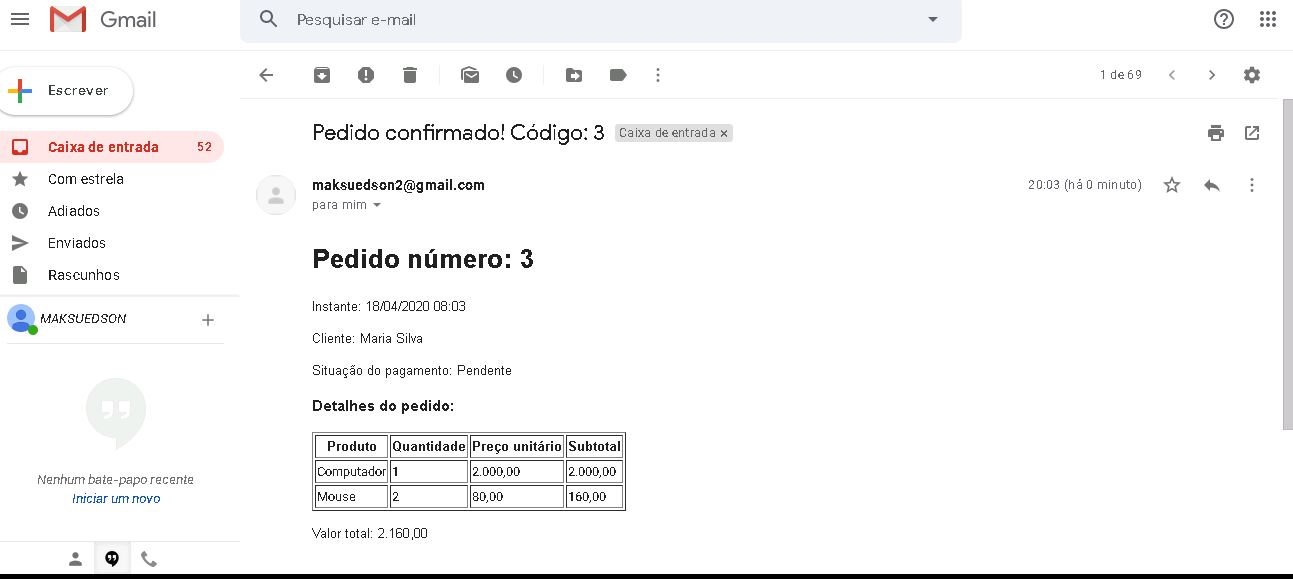 Gmail
Pesquisar e-mail
Escrever
1 de 69
Caixa de entrada 52
Com estrela
Adiados
Enviados
Rascunhos
MAKSUEDSON
Nenhum bate-papo recente
Iniciar um novo
Pedido confirmado! Código: 3 Caixa de entrada x
maksuedson2@gmail.com 20:03 (há 0 minuto)
para mim
Pedido número: 3
Instante: 18/04/2020 08:03
Cliente: Maria Silva
Situação do pagamento: Pendente
Detalhes do pedido:
Produto Quantidade Preço unitário Subtotal
Computador 1 2.000,00 2.000,00
Mouse 2 80,00 160,00
Valor total: 2.160,00